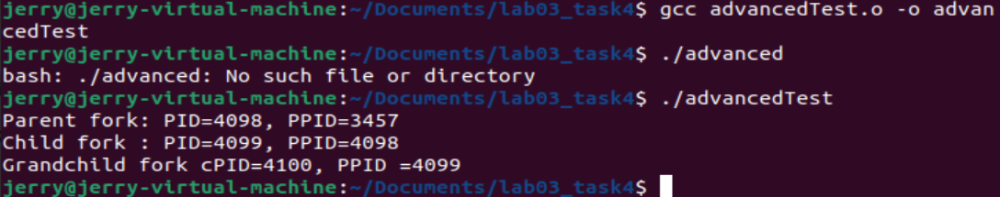 jerry@jerry-virtual-machine:~/Documents/lab03_task4$ gcc advancedTest.o -o advan
cedTest
jerry@jerry-virtual-machine:~/Documents/lab03_task4$ ./advanced
bash: ./advanced: No such file or directory
jerry@jerry-virtual-machine:~/Documents/lab03_task4$ ./advancedTest
Parent fork: PID=4098, PPID=3457
Child fork : PID=4099, PPID=4098
Grandchild fork cPID=4100, PPID =4099
jerry@jerry-virtual-machine:~/Documents/lab03_task4$